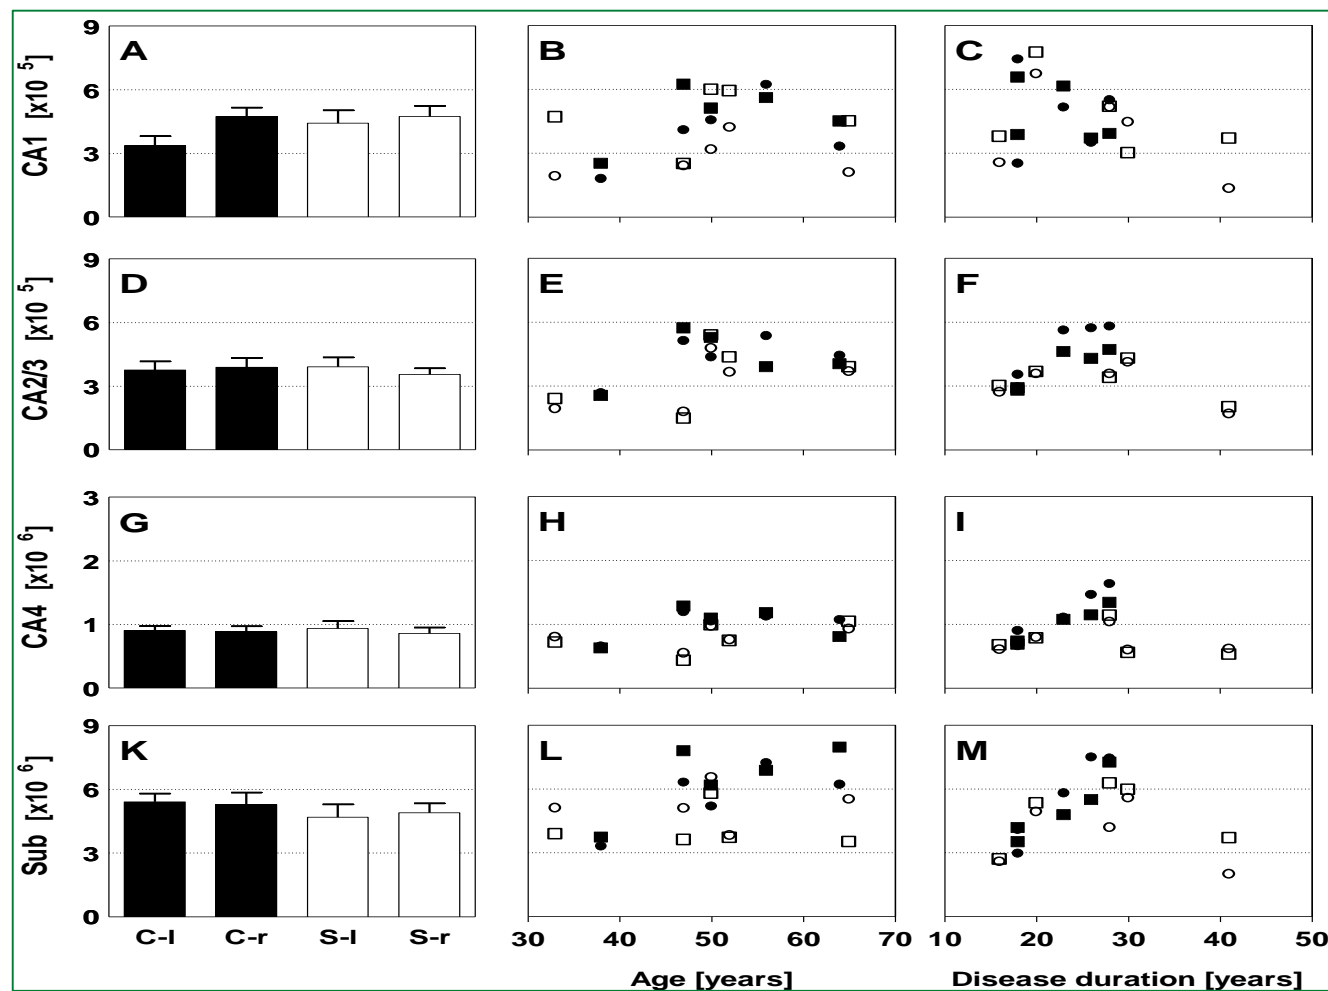 A
B
C
CA1 [x10 5]
9
6
3
0
D
E
F
CA2/3 [x10 5]
9
6
3
0
G
H
I
CA4 [x10 6]
3
2
1
0
K
L
M
Sub [x10 6]
9
6
3
0
C-l C-r S-l S-r
30 40 50 60 70
10 20 30 40 50
Age [years]
Disease duration [years]